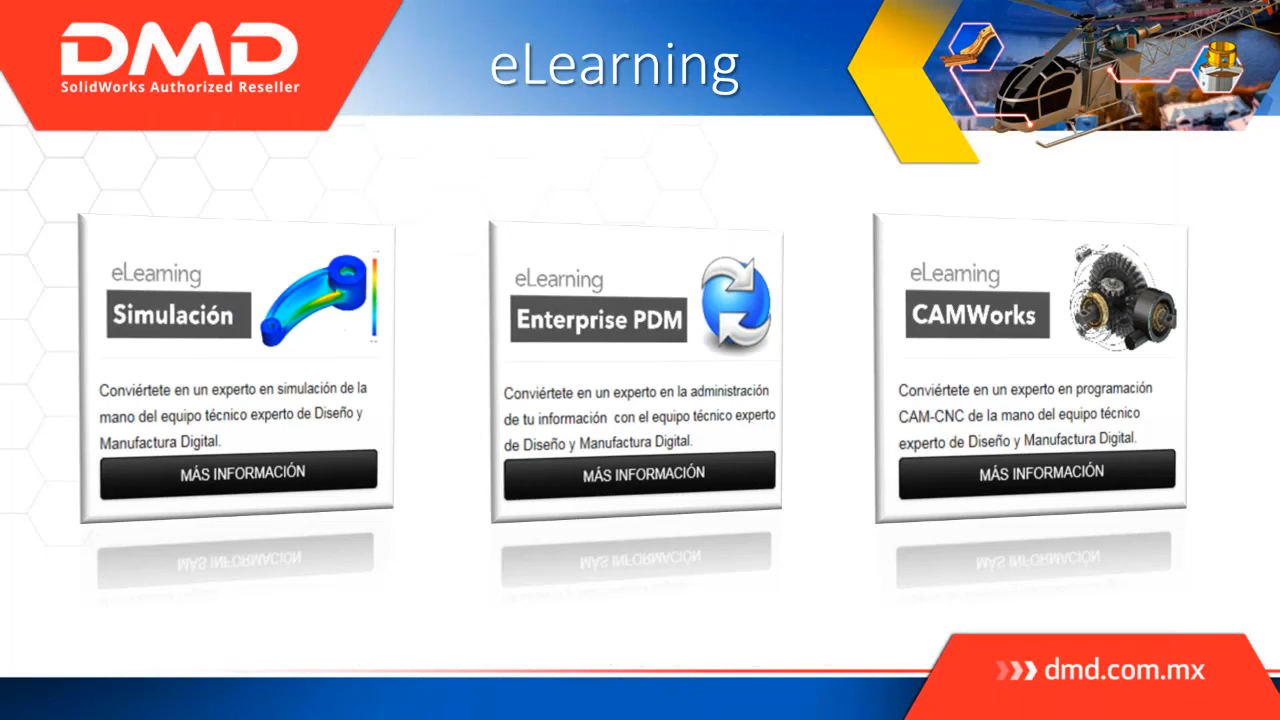 DMD
SolidWorks Authorized Reseller
eLearning
eLearning
Simulación
Conviértete en un experto en simulación de la
mano del equipo técnico experto de Diseño y
Manufactura Digital.
MÁS INFORMACIÓN
eLearning
Enterprise PDM
Conviértete en un experto en la administración
de tu información con el equipo técnico experto
de Diseño y Manufactura Digital.
MÁS INFORMACIÓN
eLearning
CAMWorks
Conviértete en un experto en programación
CAM-CNC de la mano del equipo técnico
experto de Diseño y Manufactura Digital.
MÁS INFORMACIÓN
dmd.com.mx